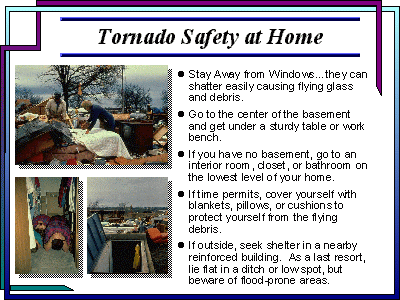 Tornado Safety at Home
Stay Away from Windows...they can
shatter easily causing flying glass
and debris.
Go to the center of the basement
and get under a sturdy table or work
bench.
If you have no basement, go to an
interior room, closet, or bathroom on
the lowest level of your home.
If time permits, cover yourself with
blankets, pillows, or cushions to
protect yourself from the flying
debris.
If outside, seek shelter in a nearby
reinforced building. As a last resort,
lie flat in a ditch or low spot, but
beware of flood-prone areas.